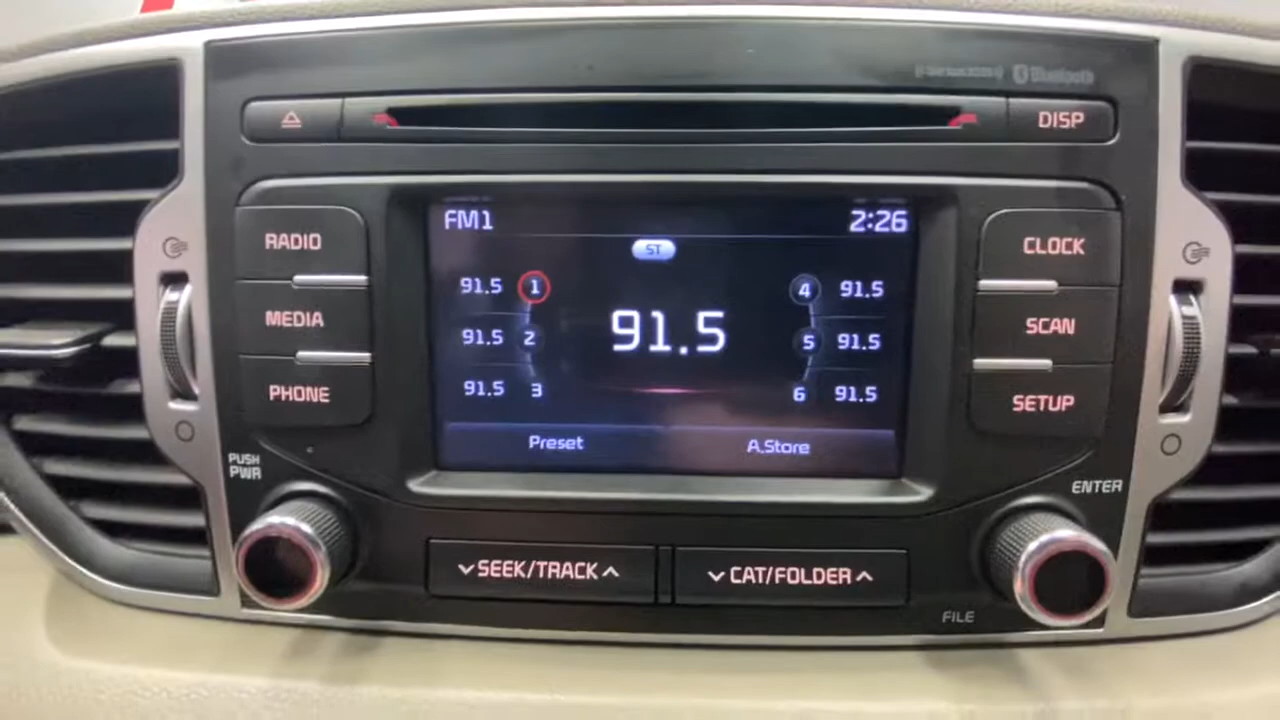 SiriusXM Bluetooth
DISP
RADIO
MEDIA
PHONE
FM1 2:26
ST
91.5 1
91.5 2
91.5 3
91.5
4 91.5
5 91.5
6 91.5
Preset A.Store
CLOCK
SCAN
SETUP
PUSH
PWR
ENTER
SEEK/TRACK
CAT/FOLDER
FILE